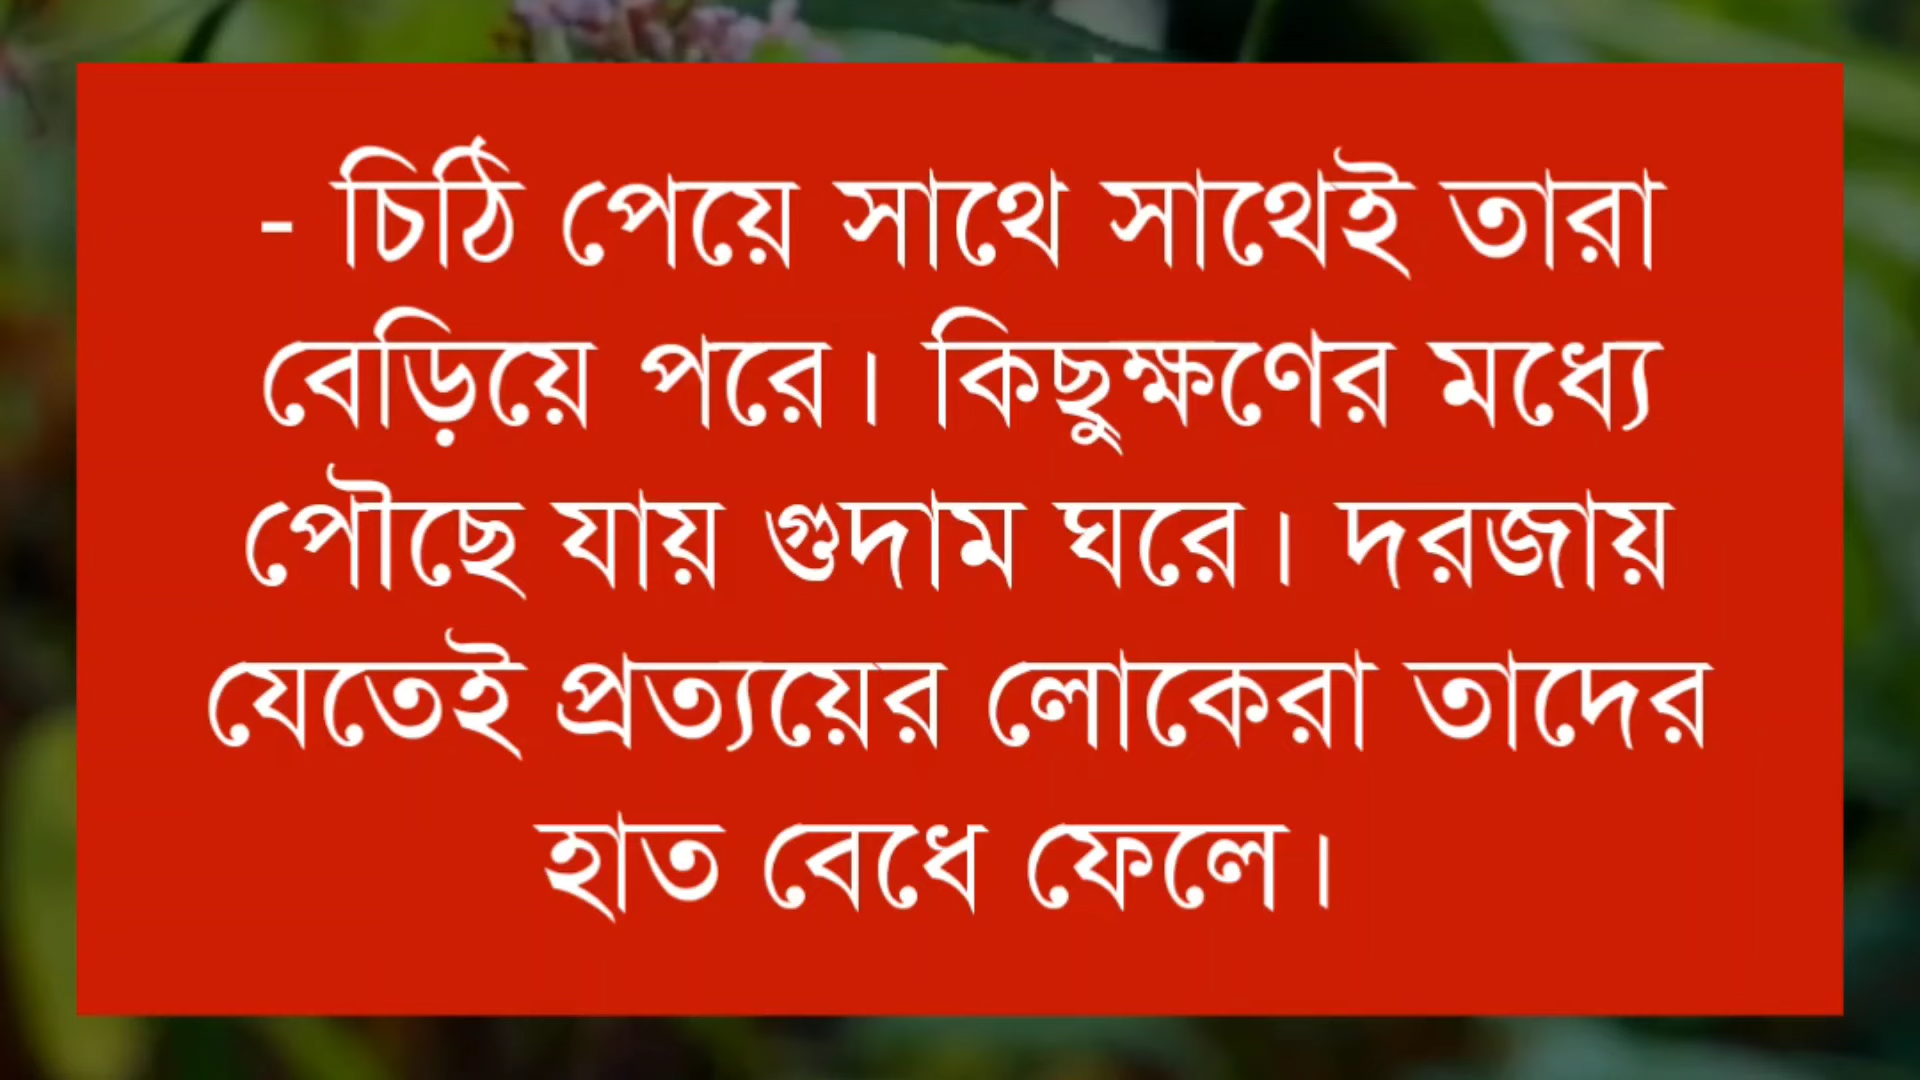 - চিঠি পেয়ে সাথে সাথেই তারা
বেড়িয়ে পরে। কিছুক্ষণের মধ্যে
পৌছে যায় গুদাম ঘরে। দরজায়
যেতেই প্রত্যয়ের লোকেরা তাদের
হাত বেধে ফেলে।